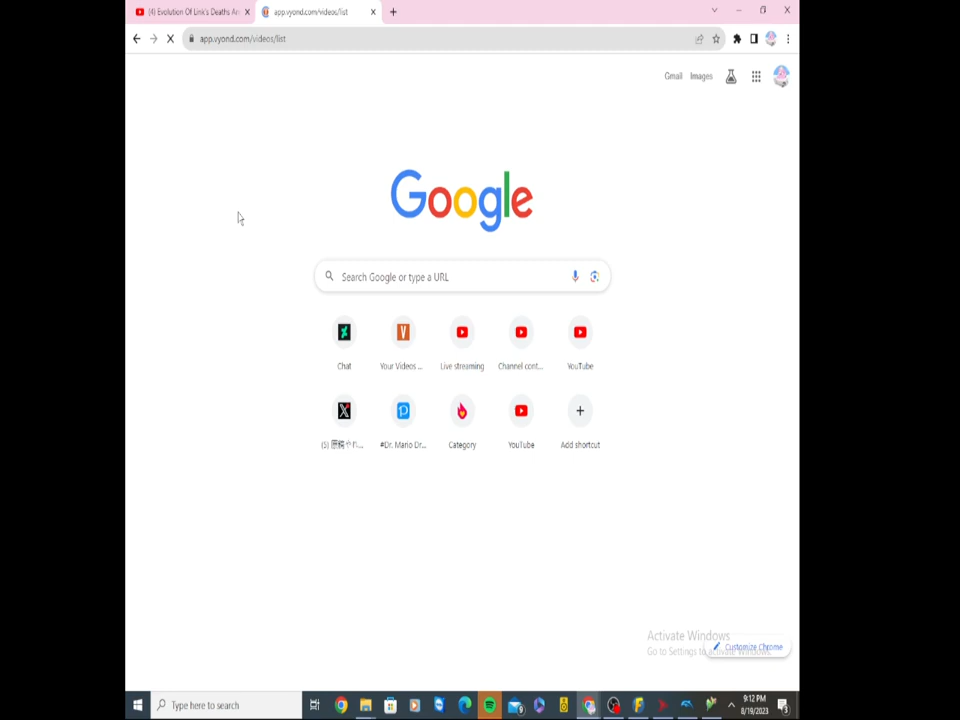 (4) Evolution Of Link's Deaths An
app.vyond.com/videos/list
app.vyond.com/videos/list
Gmail Images
Google
Search Google or type a URL
Chat
Your Videos ...
Live streaming
Channel cont...
YouTube
#Dr. Mario Dr...
Category
YouTube
Add shortcut
Activate Windows
Go to Settings to activate Windows.
Customize Chrome
Type here to search
9:12 PM
8/19/2023